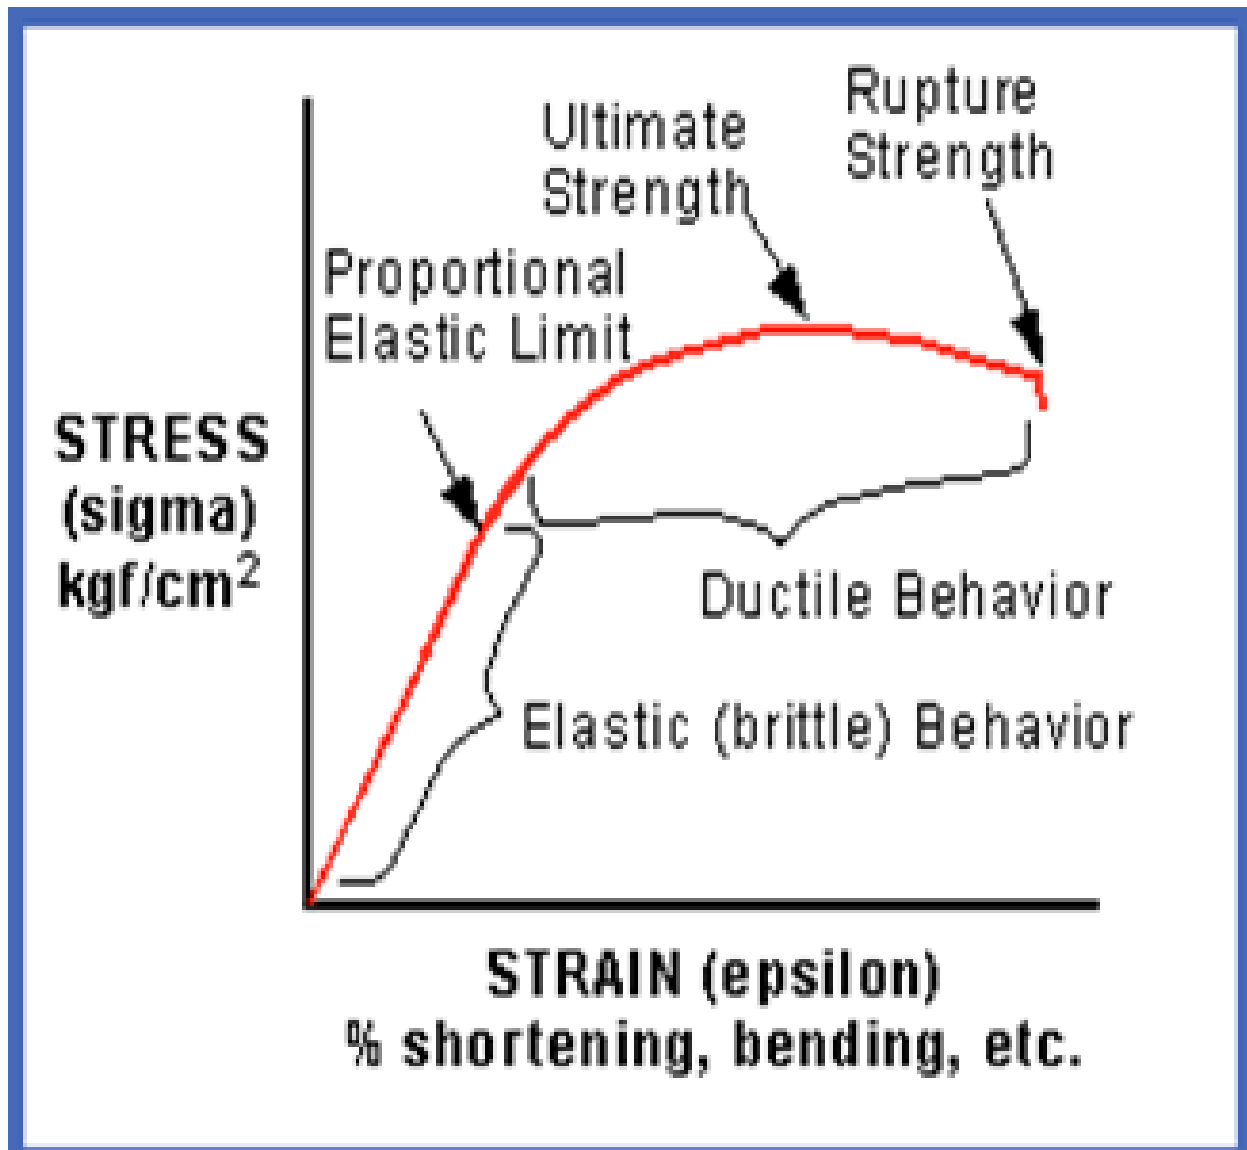 Rupture
Strength
Ultimate
Strength
Proportional
Elastic Limit
STRESS
(sigma)
kgf/cm²
Ductile Behavior
Elastic (brittle) Behavior
STRAIN (epsilon)
% shortening, bending, etc.